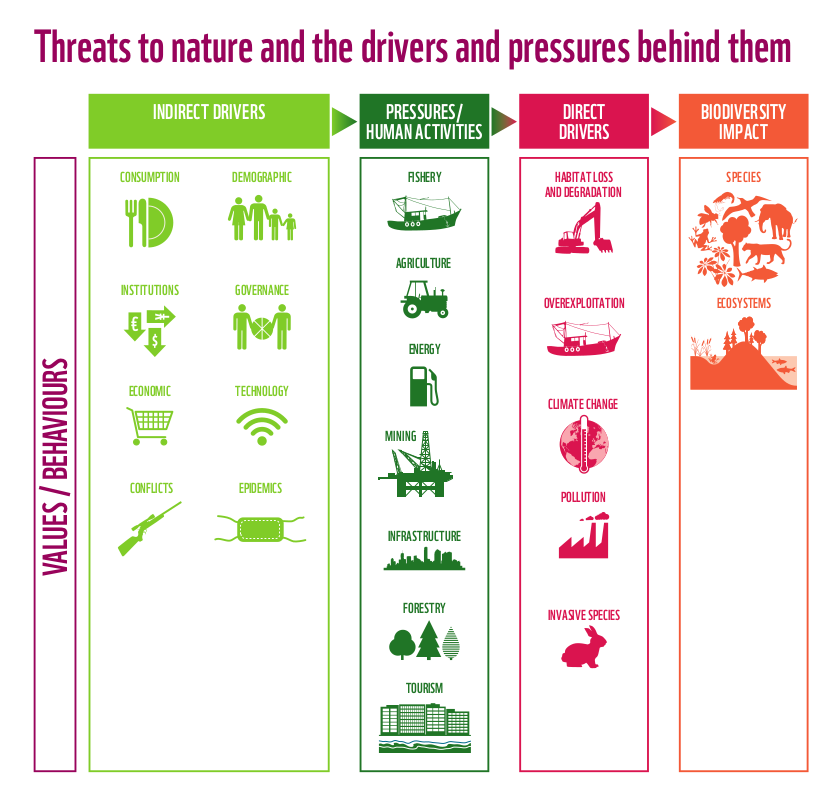 Threats to nature and the drivers and pressures behind them
INDIRECT DRIVERS
PRESSURES/
HUMAN ACTIVITIES
DIRECT
DRIVERS
BIODIVERSITY
IMPACT
VALUES / BEHAVIOURS
CONSUMPTION
DEMOGRAPHIC
INSTITUTIONS
GOVERNANCE
€
$
ECONOMIC
TECHNOLOGY
CONFLICTS
EPIDEMICS
FISHERY
AGRICULTURE
ENERGY
MINING
INFRASTRUCTURE
FORESTRY
TOURISM
HABITAT LOSS
AND DEGRADATION
OVEREXPLOITATION
CLIMATE CHANGE
POLLUTION
INVASIVE SPECIES
SPECIES
ECOSYSTEMS